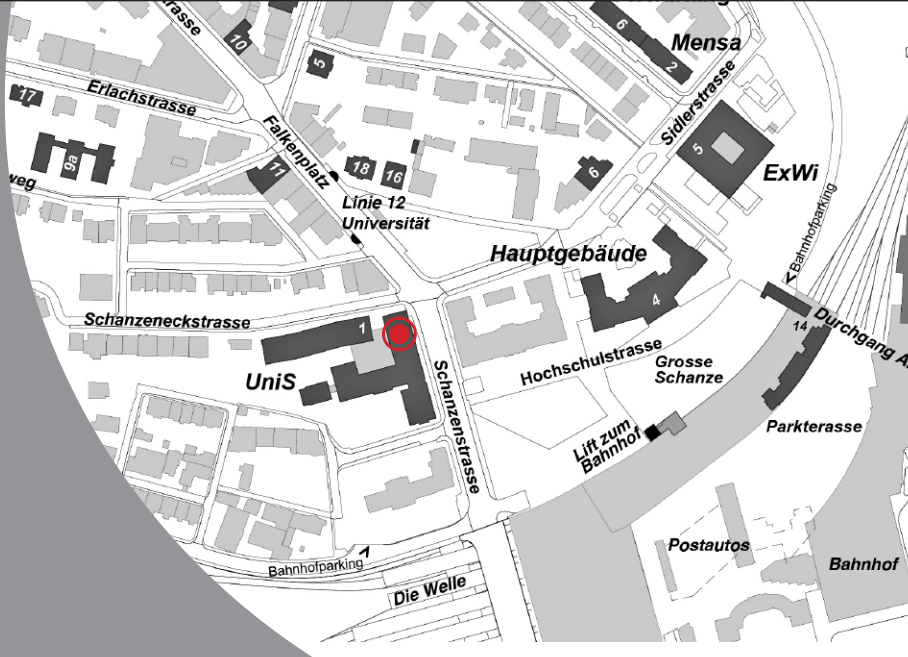 strasse
10
5
6
Mensa
2
17
Erlachstrasse
Falkenplatz
Sidlerstrasse
5
9a
11
18
16
6
ExWi
weg
Linie 12
Universität
Bahnhofparking
Hauptgebäude
4
Durchgang A
14
Schanzeneckstrasse
1
Hochschulstrasse
Grosse
Schanze
UniS
Schanzenstrasse
Lift zum
Bahnhof
Parkterasse
Postautos
Bahnhof
Bahnhofparking
Die Welle